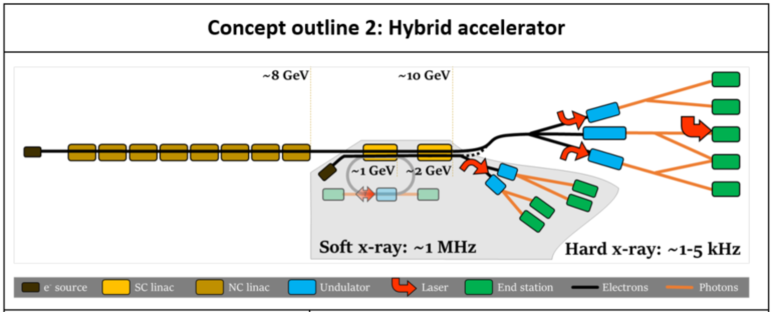 Concept outline 2: Hybrid accelerator
~8 GeV
~10 GeV
~1 GeV
~2 GeV
Soft x-ray: ~1 MHz
Hard x-ray: ~1-5 kHz
e⁻ source
SC linac
NC linac
Undulator
Laser
End station
Electrons
Photons